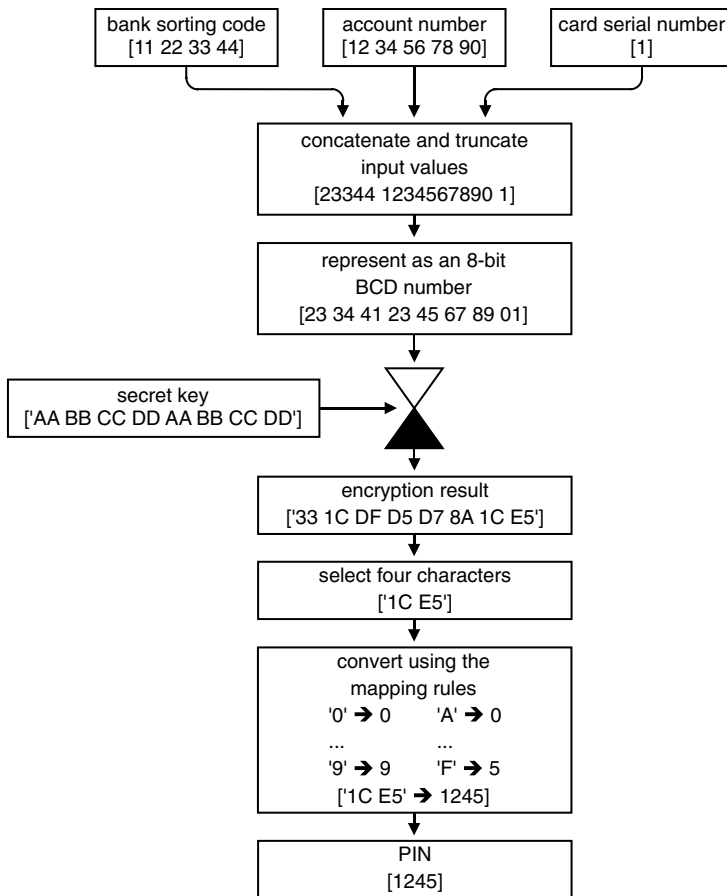 bank sorting code
[11 22 33 44]
account number
[12 34 56 78 90]
card serial number
[1]
concatenate and truncate
input values
[23344 1234567890 1]
represent as an 8-bit
BCD number
[23 34 41 23 45 67 89 01]
secret key
['AA BB CC DD AA BB CC DD']
encryption result
['33 1C DF D5 D7 8A 1C E5']
select four characters
['1C E5']
convert using the
mapping rules
'0' ➔ 0 'A' ➔ 0
... ...
'9' ➔ 9 'F' ➔ 5
['1C E5' ➔ 1245]
PIN
[1245]